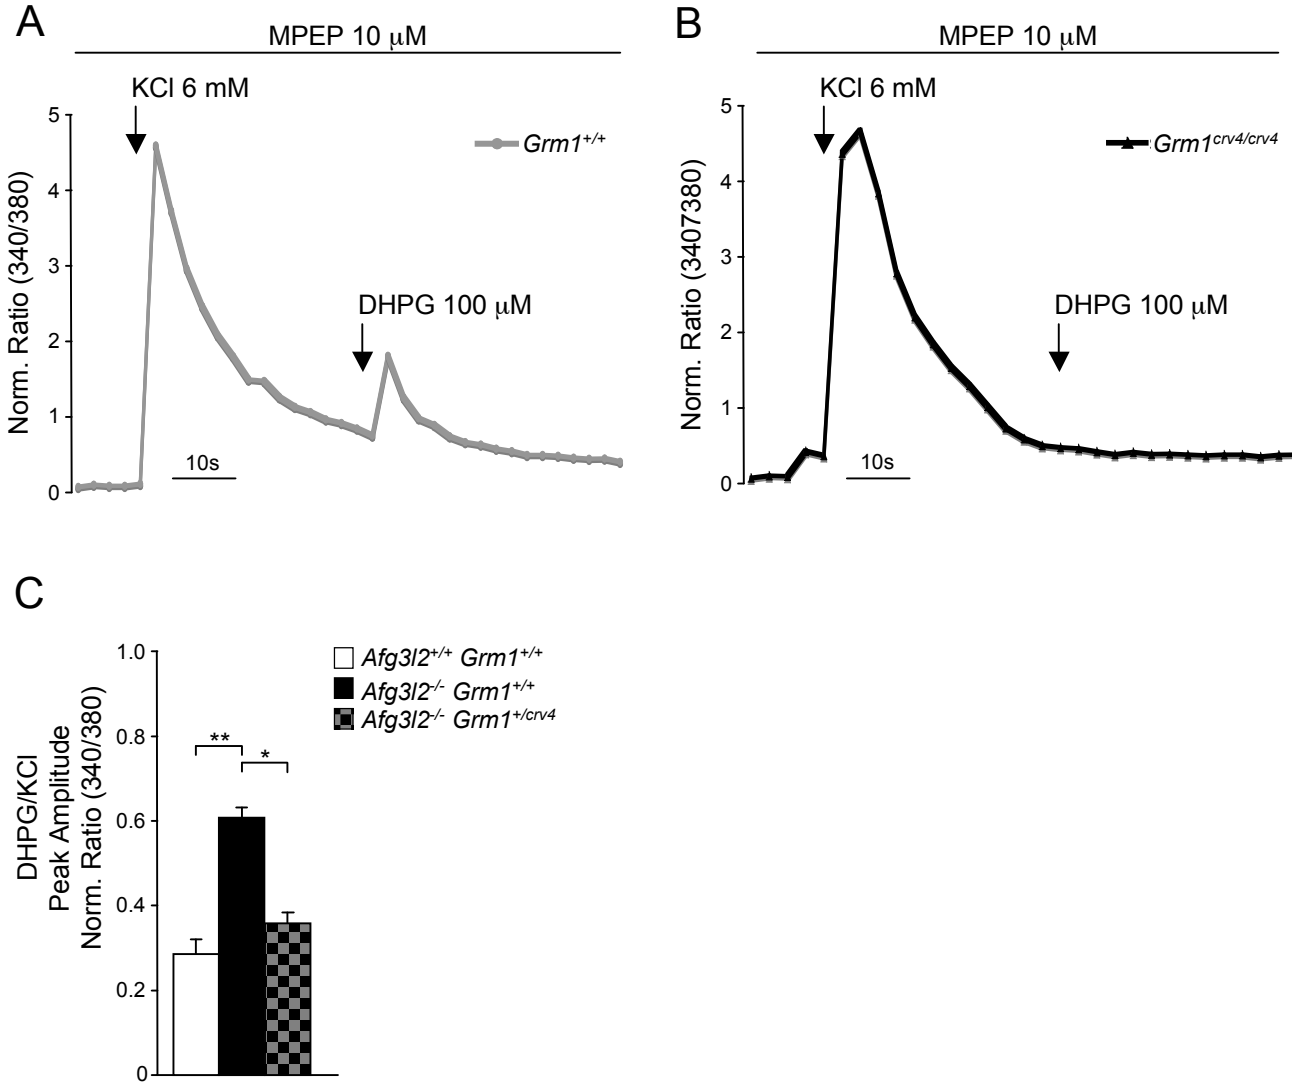 A
MPEP 10 µM
KCl 6 mM
Grm1+/+
DHPG 100 µM
Norm. Ratio (340/380)
5
4
3
2
1
0
10s
B
MPEP 10 µM
KCl 6 mM
Grm1crv4/crv4
DHPG 100 µM
Norm. Ratio (3407380)
5
4
3
2
1
0
10s
C
Afg3l2+/+ Grm1+/+
Afg3l2-/- Grm1+/+
Afg3l2-/- Grm1+/crv4
DHPG/KCl
Peak Amplitude
Norm. Ratio (340/380)
1.0
0.8
0.6
0.4
0.2
0
**
*